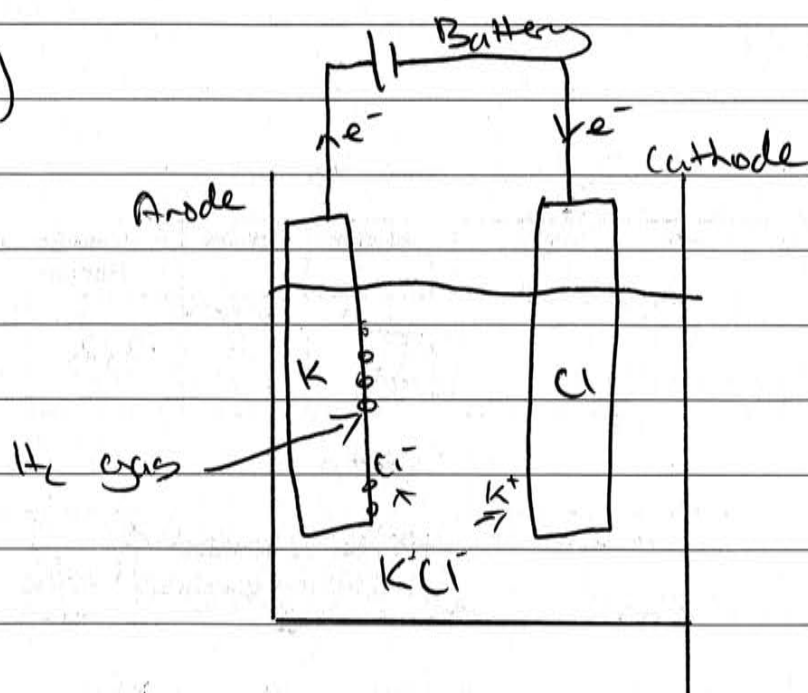 Battery
e⁻
e⁻
Cathode
Anode
K
Cl
H₂ gas
Cl⁻
K⁺
K⁺Cl⁻